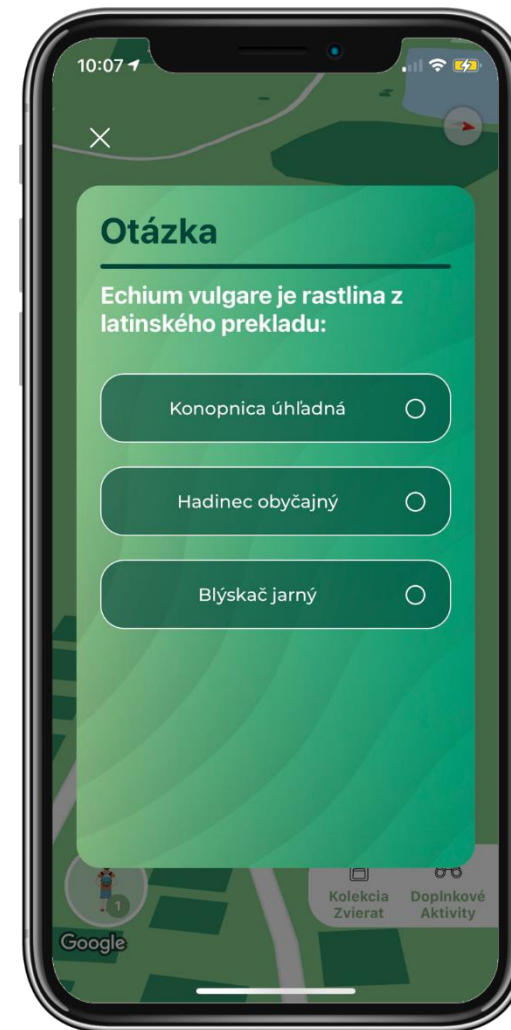 10:07
Otázka
Echium vulgare je rastlina z
latinského prekladu:
Konopnica úhľadná
Hadinec obyčajný
Blýskač jarný
1
Kolekcia
Zvierat
Doplnkové
Aktivity
Google